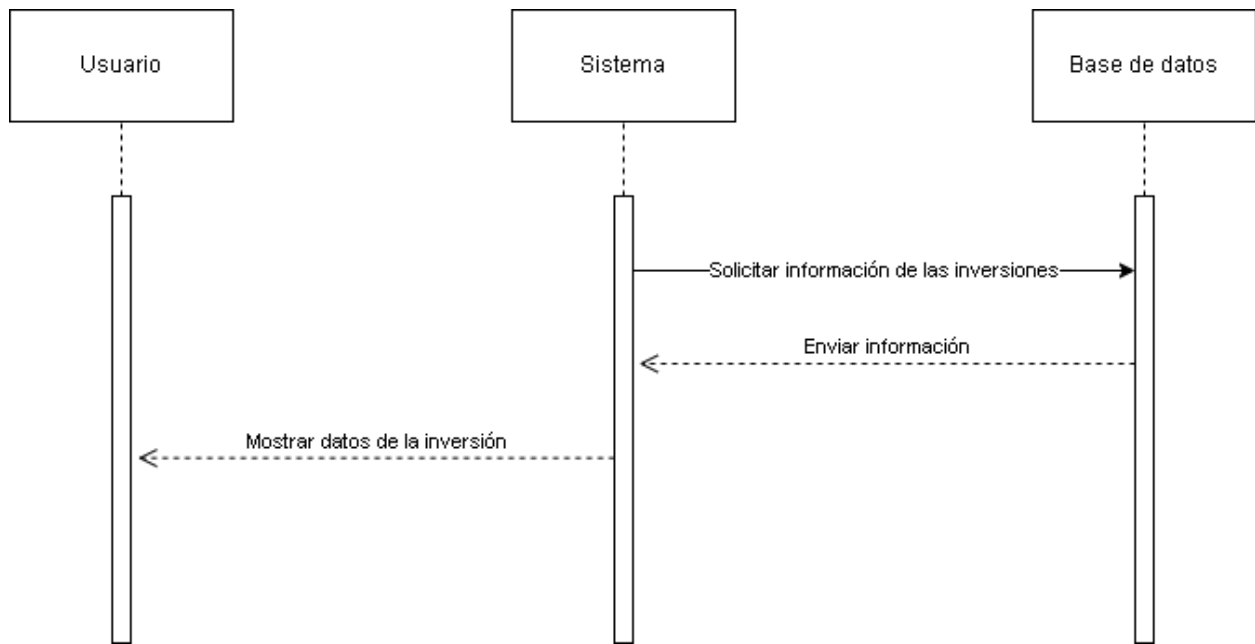 Usuario
Sistema
Base de datos
Solicitar información de las inversiones
Enviar información
Mostrar datos de la inversión